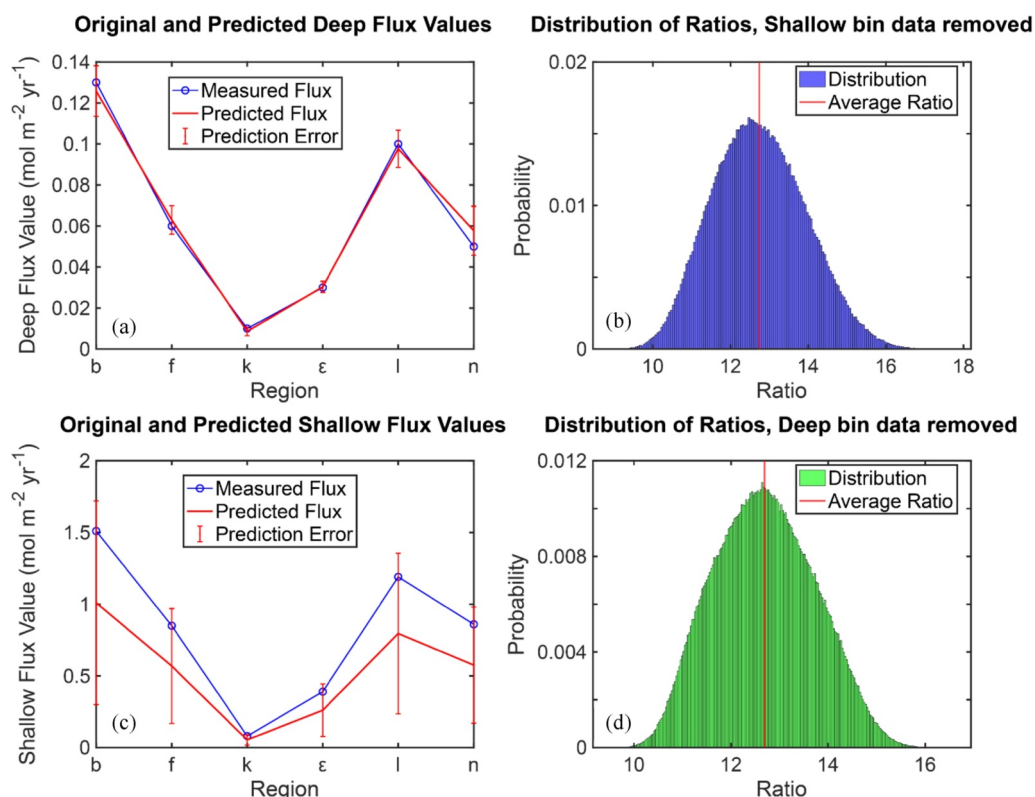 Original and Predicted Deep Flux Values
Deep Flux Value (mol m⁻² yr⁻¹)
0.14
0.12
0.1
0.08
0.06
0.04
0.02
0
Measured Flux
Predicted Flux
Prediction Error
(a)
b f k ε l n
Region
Distribution of Ratios, Shallow bin data removed
Probability
0.02
0.01
0
Distribution
Average Ratio
(b)
10 12 14 16 18
Ratio
Original and Predicted Shallow Flux Values
Shallow Flux Value (mol m⁻² yr⁻¹)
2
1.5
1
0.5
0
Measured Flux
Predicted Flux
Prediction Error
(c)
b f k ε l n
Region
Distribution of Ratios, Deep bin data removed
Probability
0.012
0.008
0.004
0
Distribution
Average Ratio
(d)
10 12 14 16
Ratio